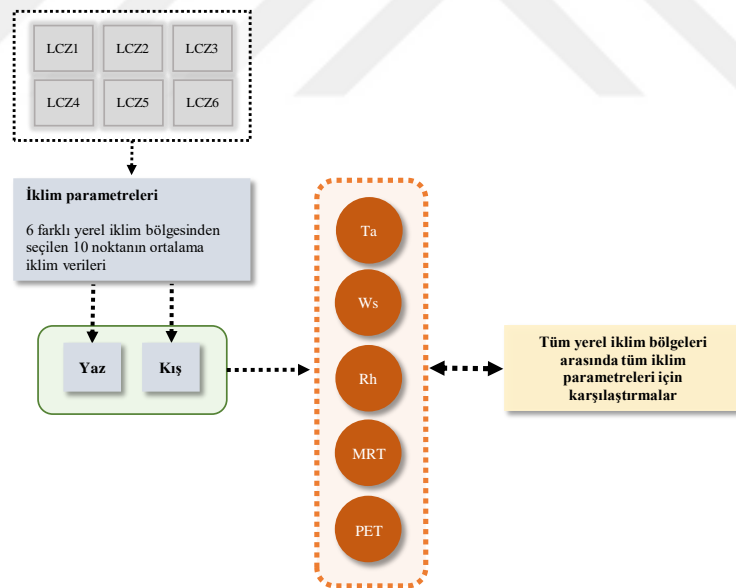 LCZ1 LCZ2 LCZ3
LCZ4 LCZ5 LCZ6
İklim parametreleri
6 farklı yerel iklim bölgesinden
seçilen 10 noktanın ortalama
iklim verileri
Yaz
Kış
Ta
Ws
Rh
MRT
PET
Tüm yerel iklim bölgeleri
arasında tüm iklim
parametreleri için
karşılaştırmalar